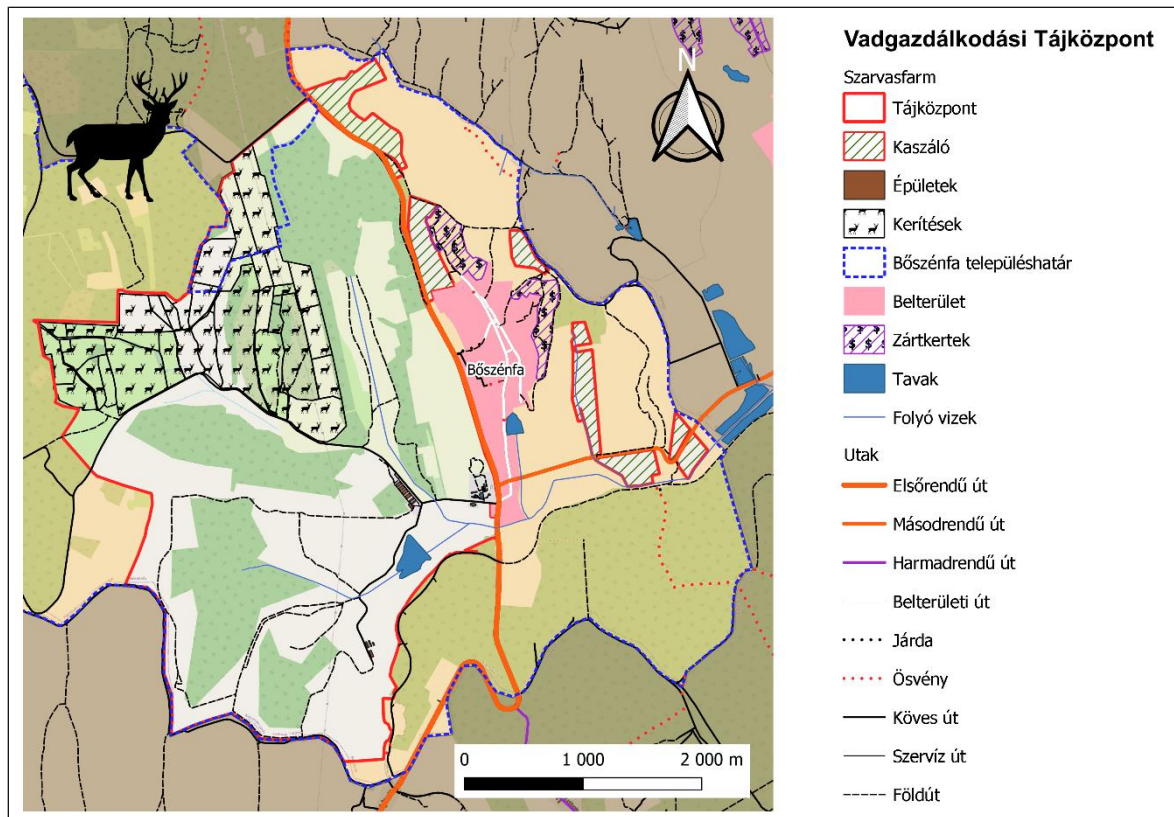 Vadgazdálkodási Tájközpont
Szarvasfarm
Tájközpont
Kaszáló
Épületek
Kerítések
Bőszénfa településhatár
Belterület
Zártkertek
Tavak
Folyó vizek
Utak
Elsőrendű út
Másodrendű út
Harmadrendű út
Belterületi út
Járda
Ösvény
Köves út
Szervíz út
Földút
N
Bőszénfa
0 1 000 2 000 m